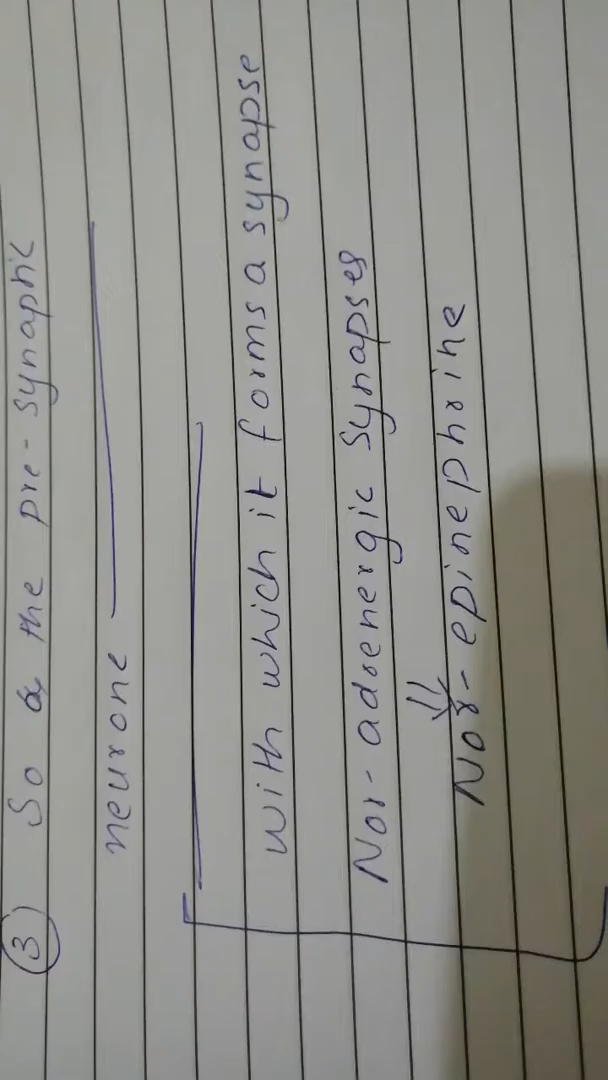 ③ So the pre-synaptic
neurone
with which it forms a synapse
Nor-adrenergic synapses
⇓
Nor-epinephrine